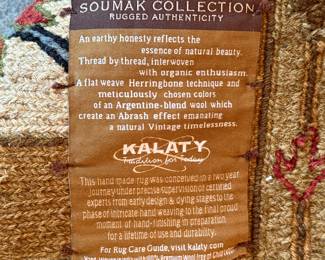 SOUMAK COLLECTION
RUGGED AUTHENTICITY
An earthy honesty reflects the
essence of natural beauty.
Thread by thread, interwoven
with organic enthusiasm.
A flat weave Herringbone technique and
meticulously chosen colors
of an Argentine-blend wool which
create an Abrash effect emanating
a natural Vintage timelessness.
KALATY
Tradition for Today
This hand made rug was conceived in a two year
journey under precise supervision of certified
experts from early design & dying stages to the
phase of intricate hand weaving to the final proud
moment of hand-finishing in preparation
for a lifetime of use and durability.
For Rug Care Guide, visit kalaty.com
100% Premium Wool